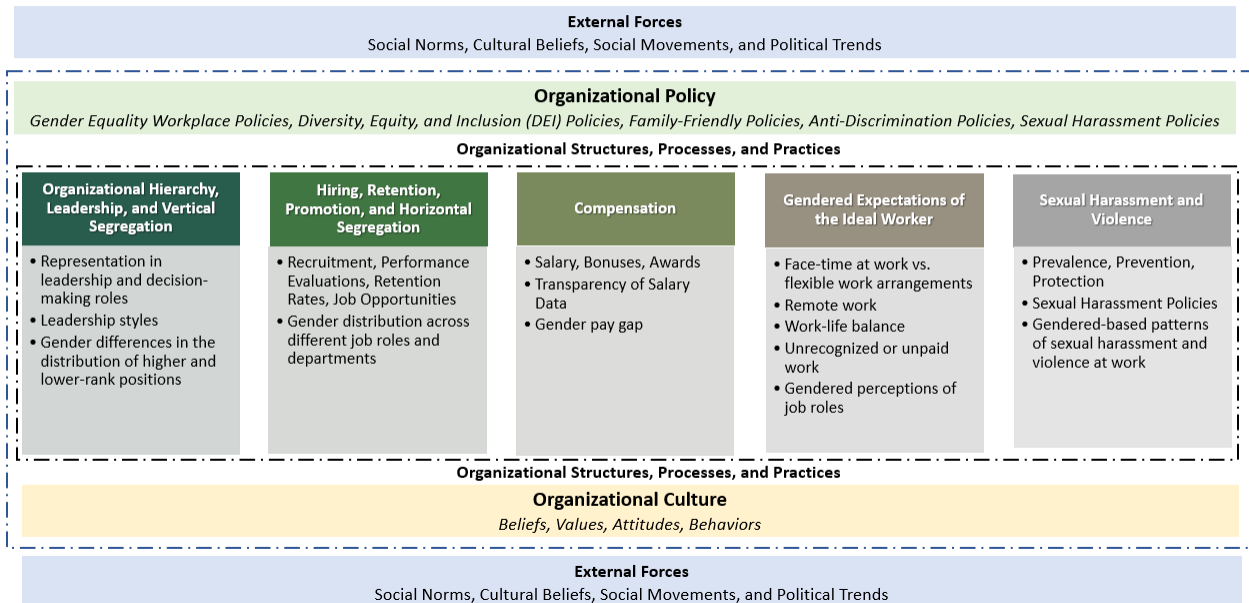 External Forces
Social Norms, Cultural Beliefs, Social Movements, and Political Trends
Organizational Policy
Gender Equality Workplace Policies, Diversity, Equity, and Inclusion (DEI) Policies, Family-Friendly Policies, Anti-Discrimination Policies, Sexual Harassment Policies
Organizational Structures, Processes, and Practices
Organizational Hierarchy,
Leadership, and Vertical
Segregation
• Representation in
leadership and decision-
making roles
• Leadership styles
• Gender differences in the
distribution of higher and
lower-rank positions
Hiring, Retention,
Promotion, and Horizontal
Segregation
• Recruitment, Performance
Evaluations, Retention
Rates, Job Opportunities
• Gender distribution across
different job roles and
departments
Compensation
• Salary, Bonuses, Awards
• Transparency of Salary
Data
• Gender pay gap
Gendered Expectations of
the Ideal Worker
• Face-time at work vs.
flexible work arrangements
• Remote work
• Work-life balance
• Unrecognized or unpaid
work
• Gendered perceptions of
job roles
Sexual Harassment and
Violence
• Prevalence, Prevention,
Protection
• Sexual Harassment Policies
• Gendered-based patterns
of sexual harassment and
violence at work
Organizational Structures, Processes, and Practices
Organizational Culture
Beliefs, Values, Attitudes, Behaviors
External Forces
Social Norms, Cultural Beliefs, Social Movements, and Political Trends